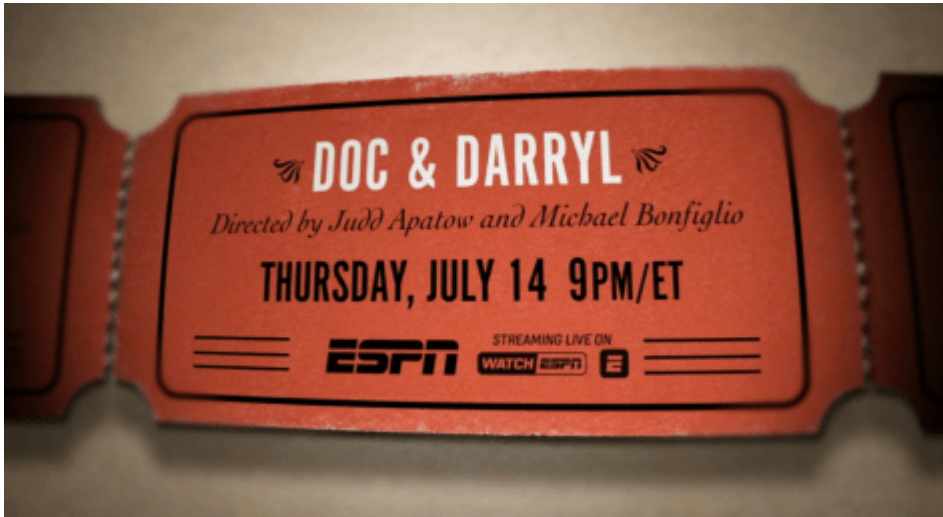 DOC & DARRYL
Directed by Judd Apatow and Michael Bonfiglio
THURSDAY, JULY 14 9PM/ET
ESPN
STREAMING LIVE ON
WATCH ESPN E